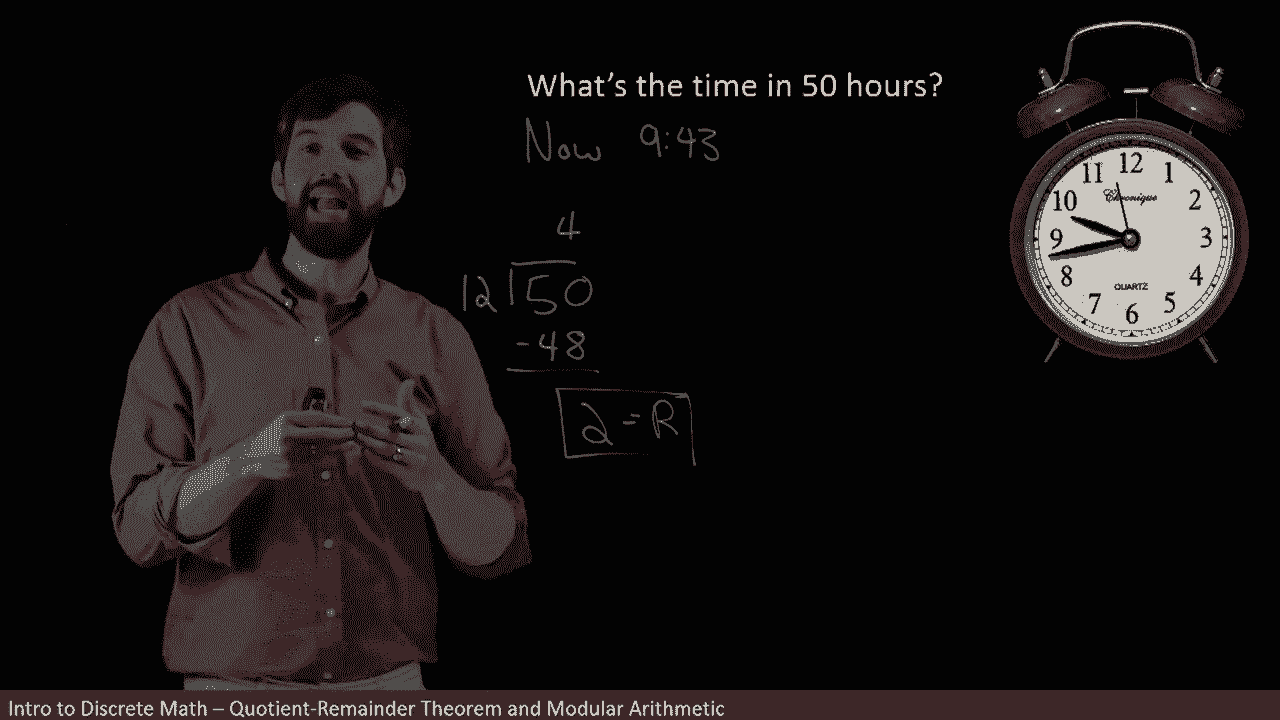 What's the time in 50 hours?
Now 9:43
4
12 50
-48
2 = R
12
11 1
Chronique
10 2
9 3
8 4
QUARTZ
7 5
6
Intro to Discrete Math – Quotient-Remainder Theorem and Modular Arithmetic